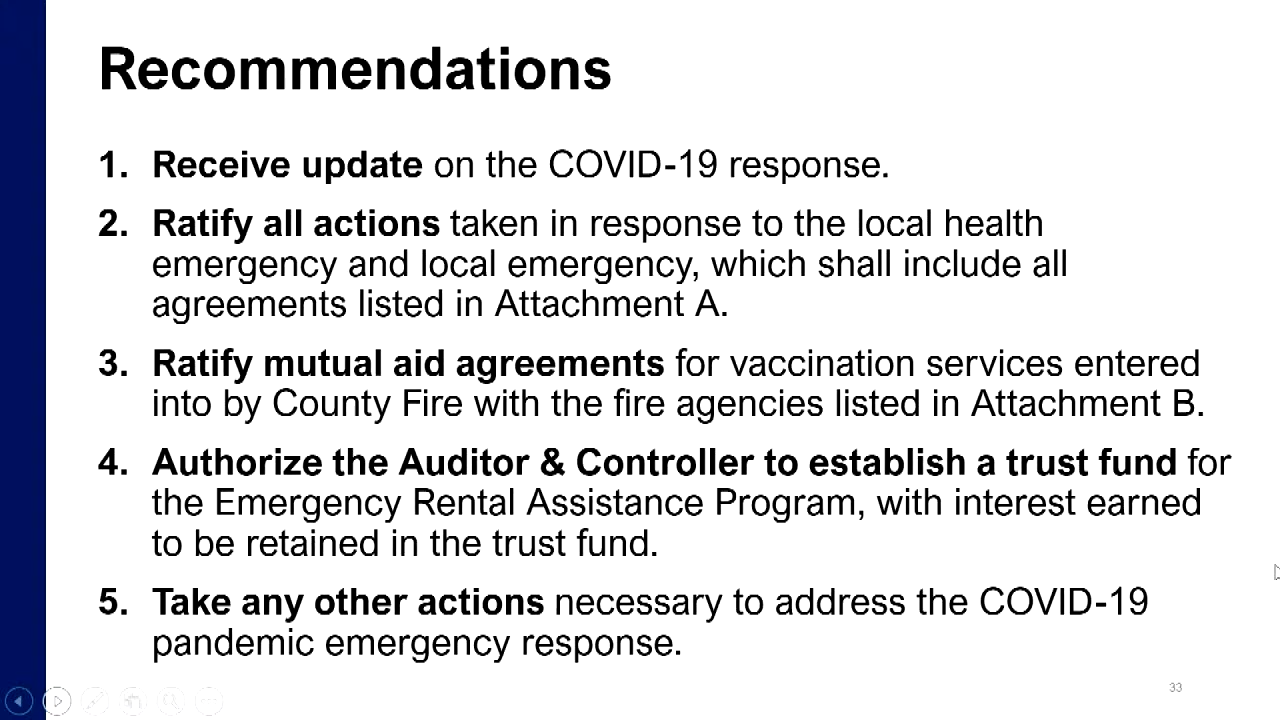 Recommendations
1. Receive update on the COVID-19 response.
2. Ratify all actions taken in response to the local health
emergency and local emergency, which shall include all
agreements listed in Attachment A.
3. Ratify mutual aid agreements for vaccination services entered
into by County Fire with the fire agencies listed in Attachment B.
4. Authorize the Auditor & Controller to establish a trust fund for
the Emergency Rental Assistance Program, with interest earned
to be retained in the trust fund.
5. Take any other actions necessary to address the COVID-19
pandemic emergency response.
33